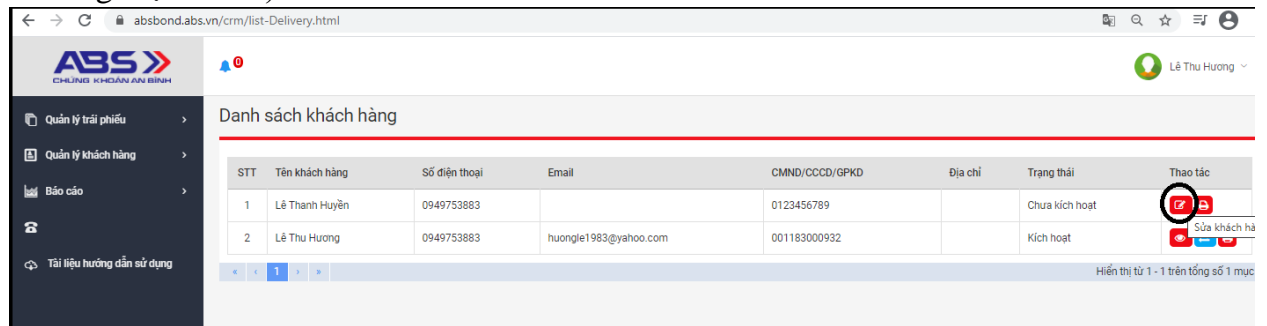 absbond.abs.vn/crm/list-Delivery.html
ABS
CHỨNG KHOÁN AN BÌNH
0
Lê Thu Hương
Quản lý trái phiếu
Quản lý khách hàng
Báo cáo
Tài liệu hướng dẫn sử dụng
Danh sách khách hàng
STT Tên khách hàng Số điện thoại Email CMND/CCCD/GPKD Địa chỉ Trạng thái Thao tác
1 Lê Thanh Huyền 0949753883 0123456789 Chưa kích hoạt
Sửa khách hà
2 Lê Thu Hương 0949753883 huongle1983@yahoo.com 001183000932 Kích hoạt
« ‹ 1 › »
Hiển thị từ 1 - 1 trên tổng số 1 mục